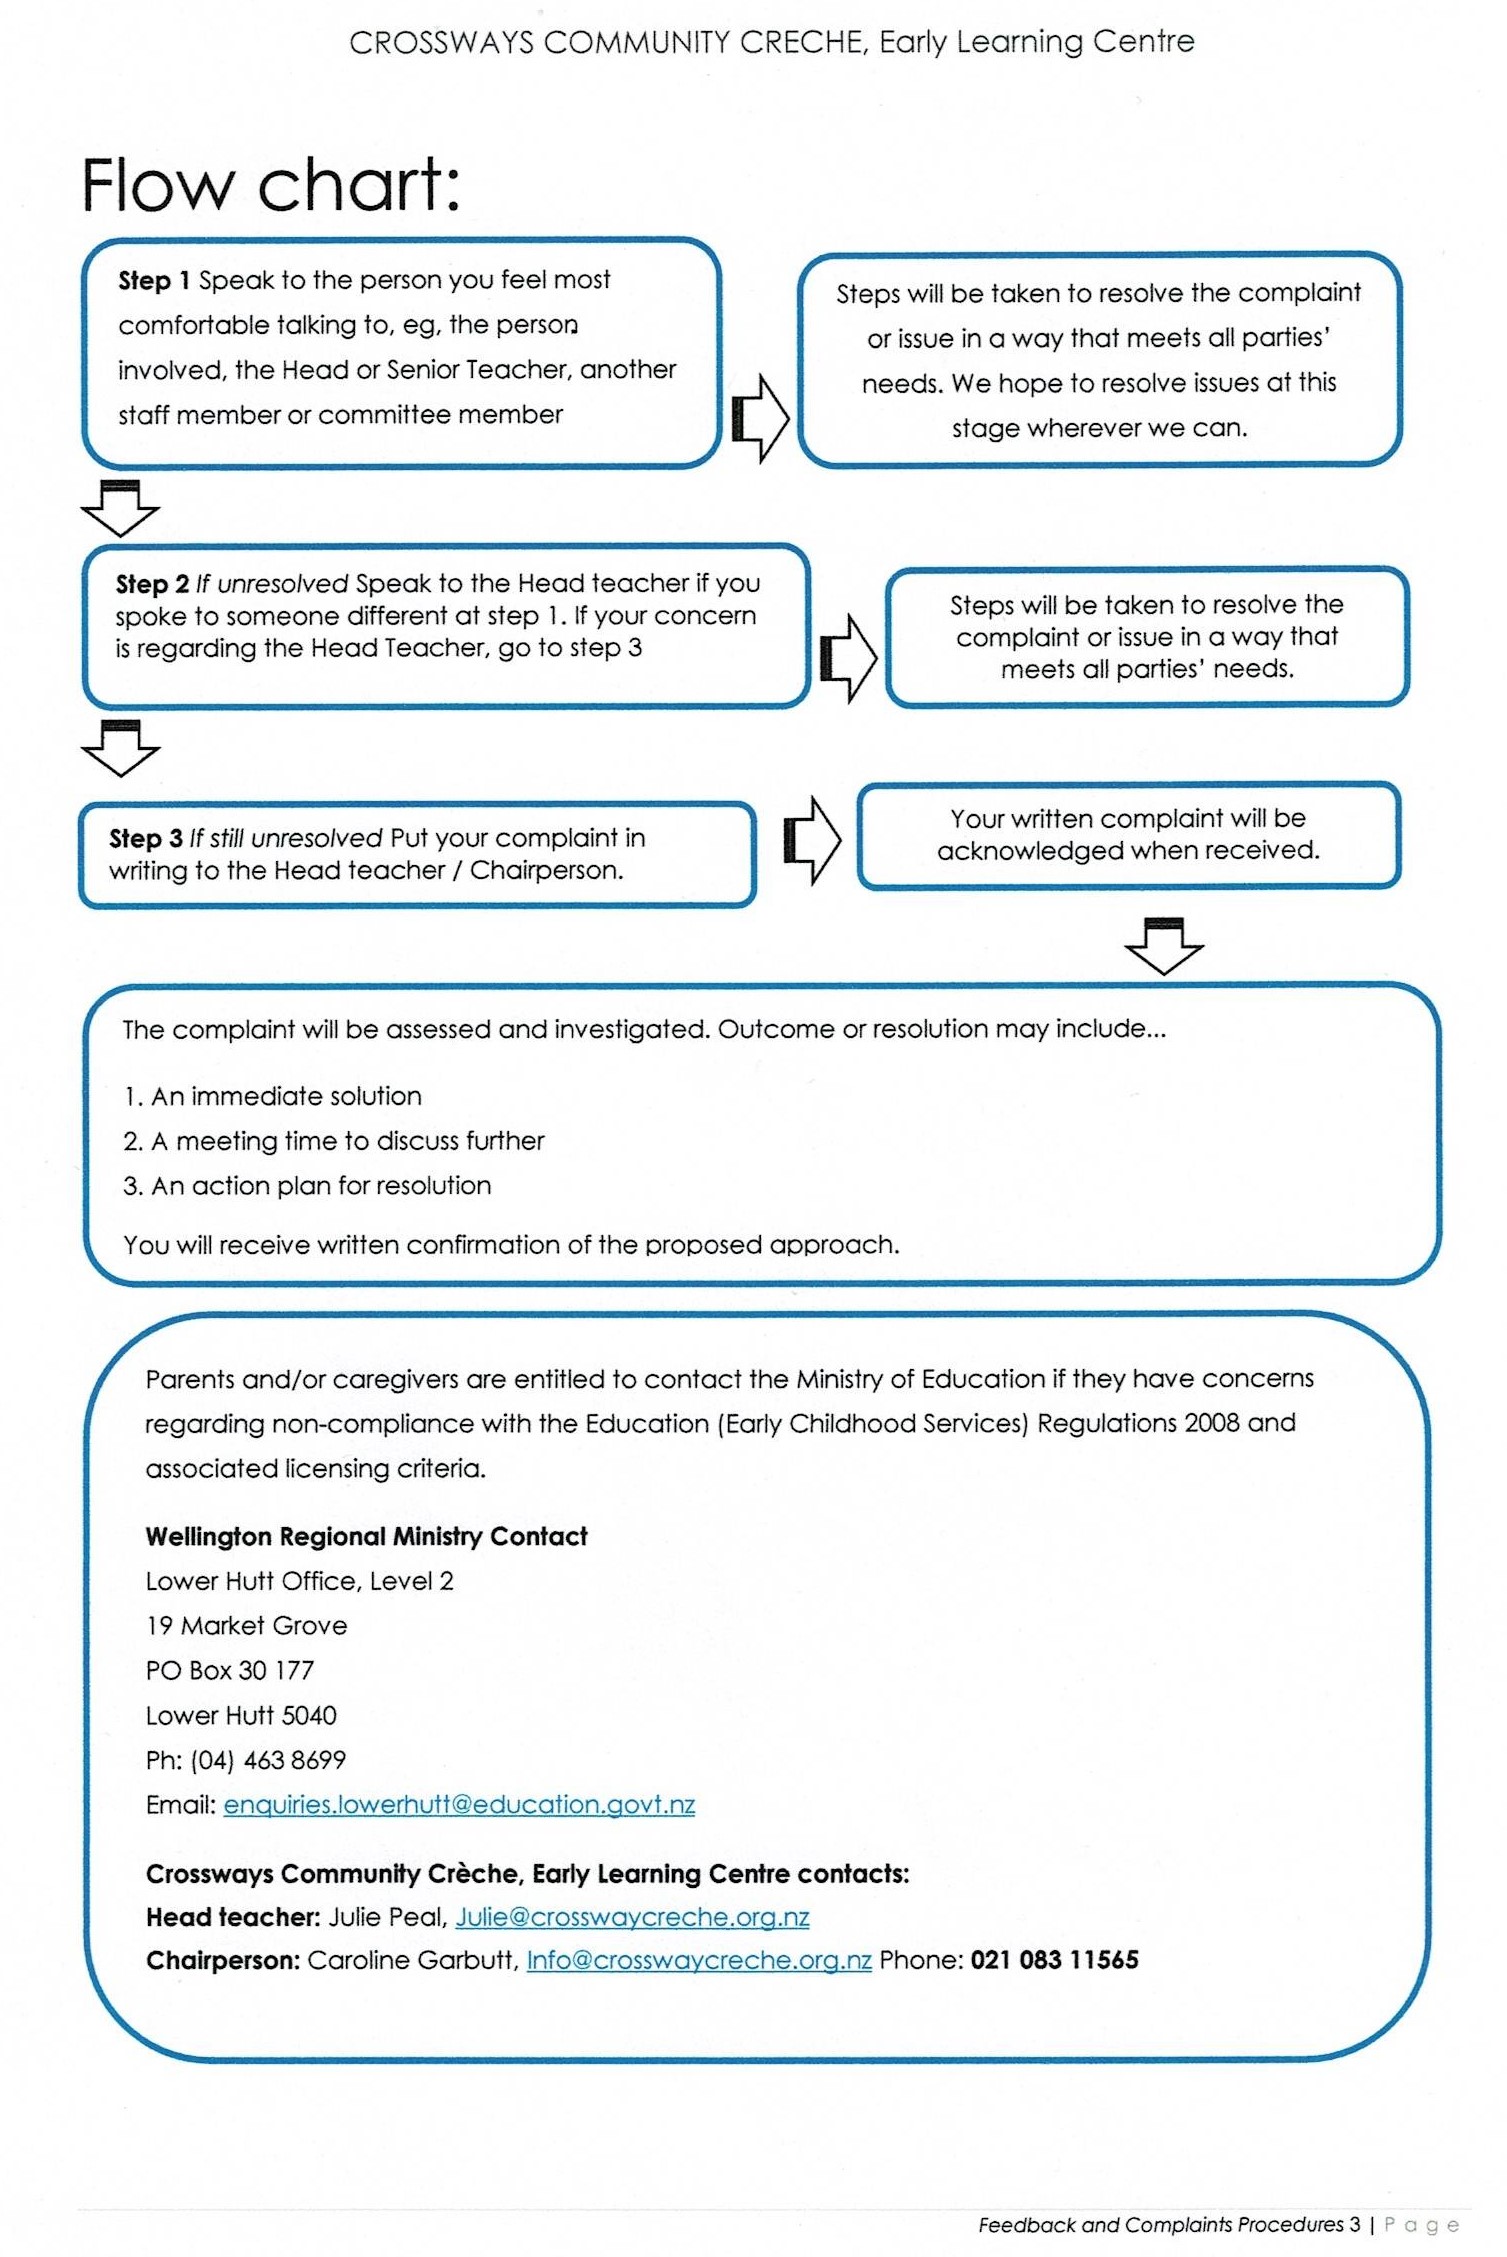 CROSSWAYS COMMUNITY CRECHE, Early Learning Centre
Flow chart:
Step 1 Speak to the person you feel most
comfortable talking to, eg, the person
involved, the Head or Senior Teacher, another
staff member or committee member
Steps will be taken to resolve the complaint
or issue in a way that meets all parties'
needs. We hope to resolve issues at this
stage wherever we can.
Step 2 If unresolved Speak to the Head teacher if you
spoke to someone different at step 1. If your concern
is regarding the Head Teacher, go to step 3
Steps will be taken to resolve the
complaint or issue in a way that
meets all parties' needs.
Step 3 If still unresolved Put your complaint in
writing to the Head teacher / Chairperson.
Your written complaint will be
acknowledged when received.
The complaint will be assessed and investigated. Outcome or resolution may include...
1. An immediate solution
2. A meeting time to discuss further
3. An action plan for resolution
You will receive written confirmation of the proposed approach.
Parents and/or caregivers are entitled to contact the Ministry of Education if they have concerns
regarding non-compliance with the Education (Early Childhood Services) Regulations 2008 and
associated licensing criteria.
Wellington Regional Ministry Contact
Lower Hutt Office, Level 2
19 Market Grove
PO Box 30 177
Lower Hutt 5040
Ph: (04) 463 8699
Email: enquiries.lowerhutt@education.govt.nz
Crossways Community Crèche, Early Learning Centre contacts:
Head teacher: Julie Peal, Julie@crosswaycreche.org.nz
Chairperson: Caroline Garbutt, Info@crosswaycreche.org.nz Phone: 021 083 11565
Feedback and Complaints Procedures 3 | Page